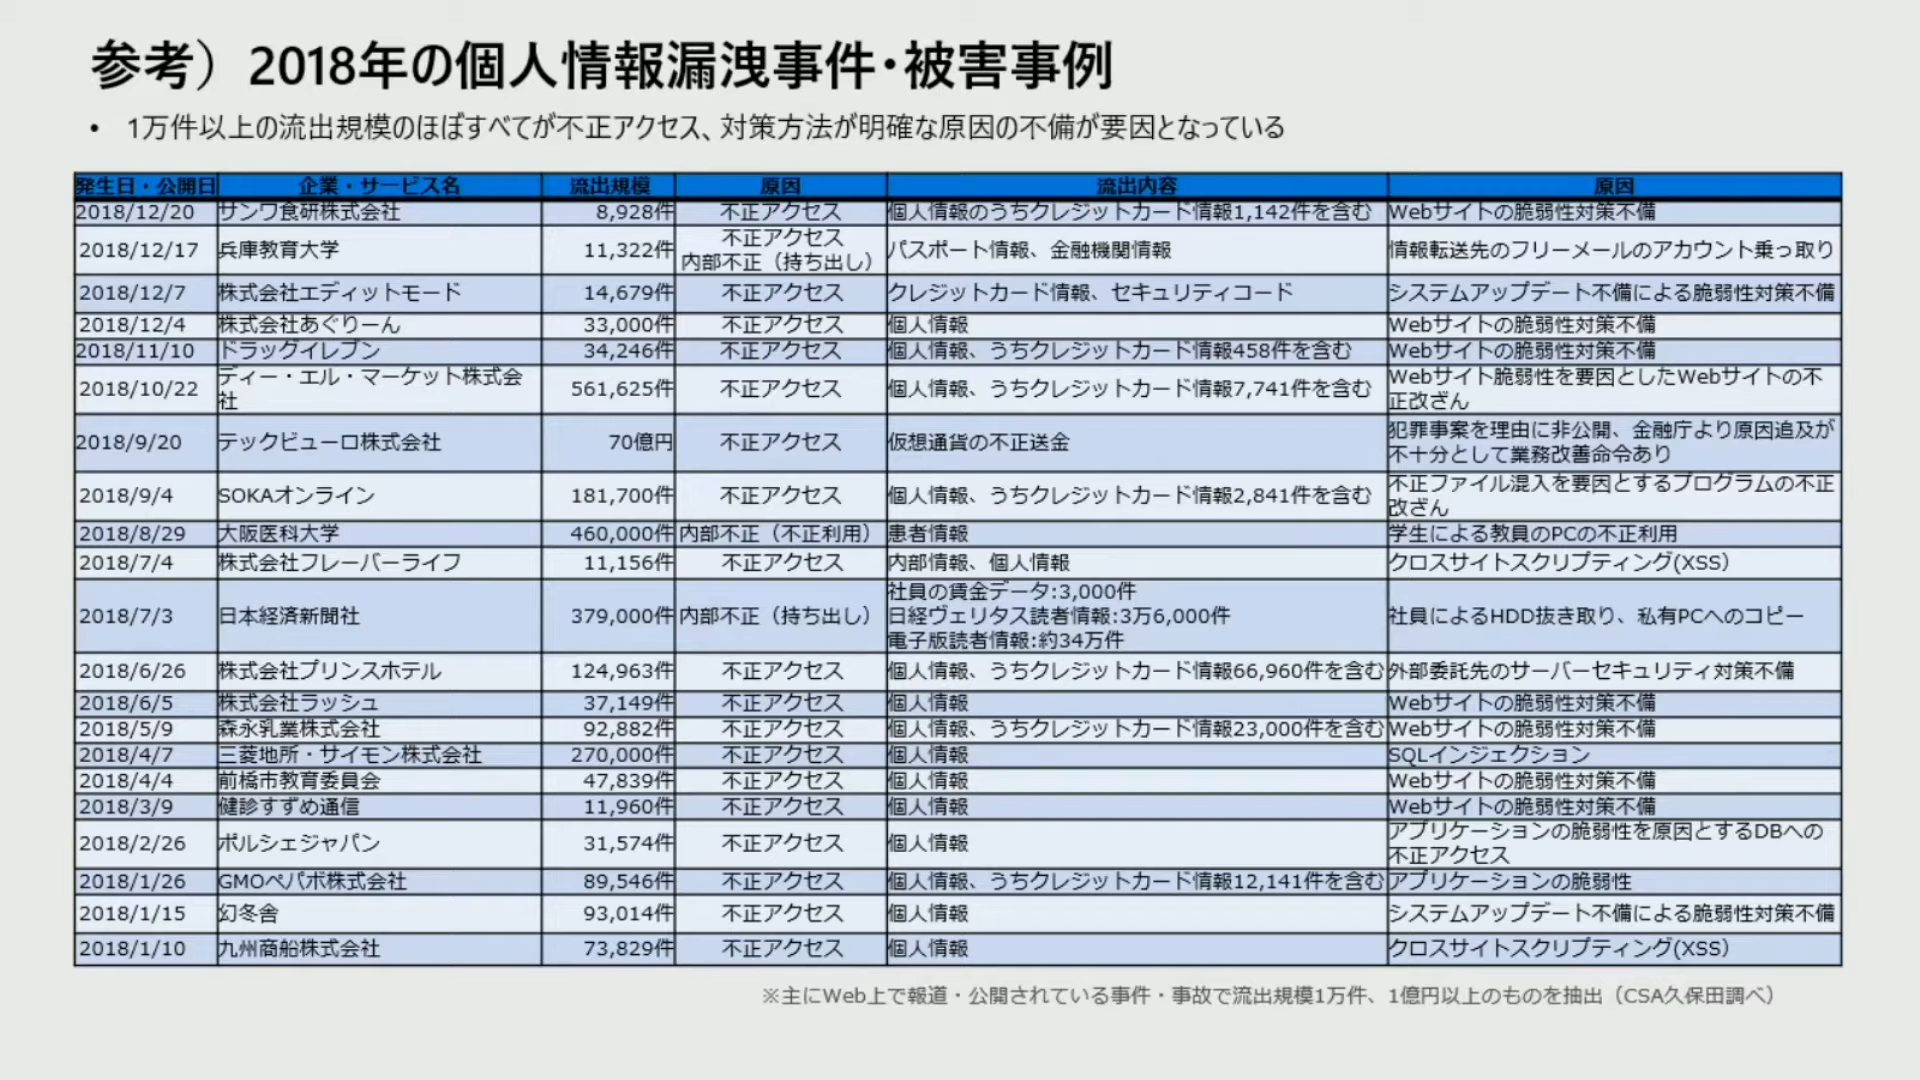 参考）2018年の個人情報漏洩事件・被害事例
• 1万件以上の流出規模のほぼすべてが不正アクセス、対策方法が明確な原因の不備が要因となっている
発生日・公開日 企業・サービス名 流出規模 原因 流出内容 原因
2018/12/20 サンワ食研株式会社 8,928件 不正アクセス 個人情報のうちクレジットカード情報1,142件を含む Webサイトの脆弱性対策不備
2018/12/17 兵庫教育大学 11,322件 不正アクセス
内部不正（持ち出し） パスポート情報、金融機関情報 情報転送先のフリーメールのアカウント乗っ取り
2018/12/7 株式会社エディットモード 14,679件 不正アクセス クレジットカード情報、セキュリティコード システムアップデート不備による脆弱性対策不備
2018/12/4 株式会社あぐりーん 33,000件 不正アクセス 個人情報 Webサイトの脆弱性対策不備
2018/11/10 ドラッグイレブン 34,246件 不正アクセス 個人情報、うちクレジットカード情報458件を含む Webサイトの脆弱性対策不備
2018/10/22 ディー・エル・マーケット株式会
社 561,625件 不正アクセス 個人情報、うちクレジットカード情報7,741件を含む Webサイト脆弱性を要因としたWebサイトの不
正改ざん
2018/9/20 テックビューロ株式会社 70億円 不正アクセス 仮想通貨の不正送金 犯罪事案を理由に非公開、金融庁より原因追及が
不十分として業務改善命令あり
2018/9/4 SOKAオンライン 181,700件 不正アクセス 個人情報、うちクレジットカード情報2,841件を含む 不正ファイル混入を要因とするプログラムの不正
改ざん
2018/8/29 大阪医科大学 460,000件 内部不正（不正利用） 患者情報 学生による教員のPCの不正利用
2018/7/4 株式会社フレーバーライフ 11,156件 不正アクセス 内部情報、個人情報 クロスサイトスクリプティング(XSS）
2018/7/3 日本経済新聞社 379,000件 内部不正（持ち出し） 社員の賃金データ:3,000件
日経ヴェリタス読者情報:3万6,000件
電子版読者情報:約34万件 社員によるHDD抜き取り、私有PCへのコピー
2018/6/26 株式会社プリンスホテル 124,963件 不正アクセス 個人情報、うちクレジットカード情報66,960件を含む 外部委託先のサーバーセキュリティ対策不備
2018/6/5 株式会社ラッシュ 37,149件 不正アクセス 個人情報 Webサイトの脆弱性対策不備
2018/5/9 森永乳業株式会社 92,882件 不正アクセス 個人情報、うちクレジットカード情報23,000件を含む Webサイトの脆弱性対策不備
2018/4/7 三菱地所・サイモン株式会社 270,000件 不正アクセス 個人情報 SQLインジェクション
2018/4/4 前橋市教育委員会 47,839件 不正アクセス 個人情報 Webサイトの脆弱性対策不備
2018/3/9 健診すずめ通信 11,960件 不正アクセス 個人情報 Webサイトの脆弱性対策不備
2018/2/26 ポルシェジャパン 31,574件 不正アクセス 個人情報 アプリケーションの脆弱性を原因とするDBへの
不正アクセス
2018/1/26 GMOペパボ株式会社 89,546件 不正アクセス 個人情報、うちクレジットカード情報12,141件を含む アプリケーションの脆弱性
2018/1/15 幻冬舎 93,014件 不正アクセス 個人情報 システムアップデート不備による脆弱性対策不備
2018/1/10 九州商船株式会社 73,829件 不正アクセス 個人情報 クロスサイトスクリプティング(XSS）
※主にWeb上で報道・公開されている事件・事故で流出規模1万件、1億円以上のものを抽出（CSA久保田調べ）